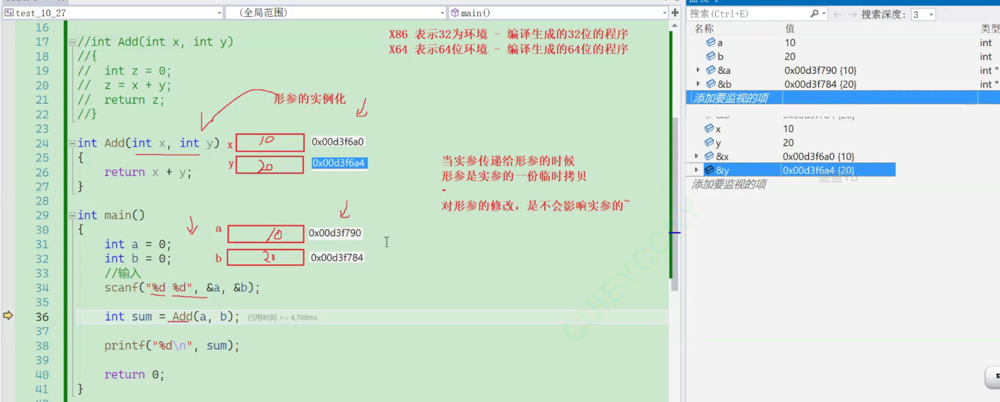 test_10_27
(全局范围)
main()
16
17 //int Add(int x, int y)
18 //{
19 // int z = 0;
20 // z = x + y;
21 // return z;
22 //}
23
24 int Add(int x, int y)
25 {
26 return x + y;
27 }
28
29 int main()
30 {
31 int a = 0;
32 int b = 0;
33 //输入
34 scanf("%d %d", &a, &b);
35
36 int sum = Add(a, b); 已用时间 <= 4,708ms
37
38 printf("%d\n", sum);
39
40 return 0;
41 }
X86 表示32为环境 - 编译生成的32位的程序
X64 表示64位环境 - 编译生成的64位的程序
形参的实例化
x 10 0x00d3f6a0
y 20 0x00d3f6a4
当实参传递给形参的时候
形参是实参的一份临时拷贝
对形参的修改，是不会影响实参的~
a 10 0x00d3f790
b 20 0x00d3f784
CUIEYCCKY
搜索(Ctrl+E)
搜索深度: 3
名称 值 类型
a 10 int
b 20 int
&a 0x00d3f790 {10} int *
&b 0x00d3f784 {20} int *
添加要监视的项
x 10
y 20
&x 0x00d3f6a0 {10}
&y 0x00d3f6a4 {20}
墨鱼Yu
添加要监视的项